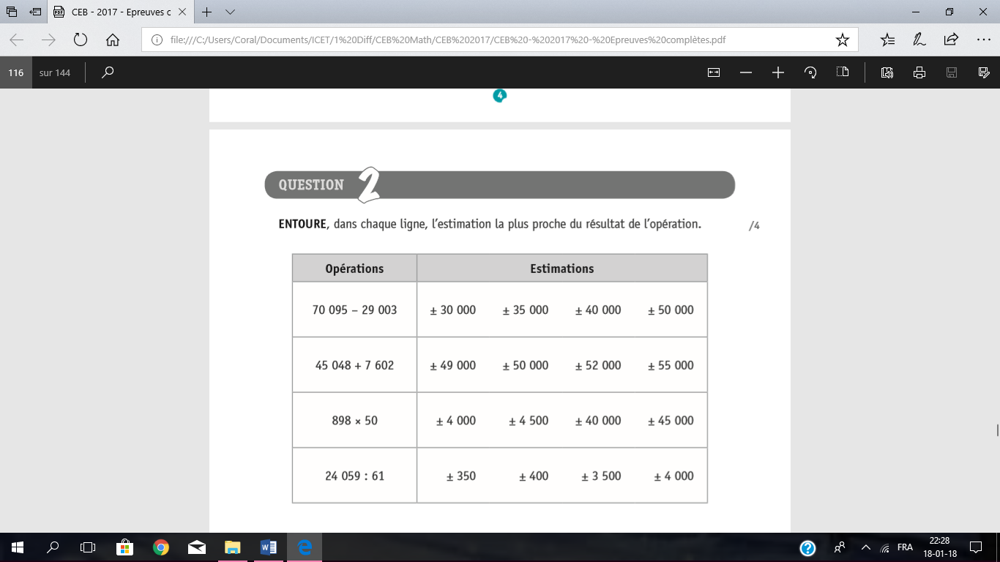 CEB - 2017 - Epreuves c
file:///C:/Users/Coral/Documents/ICET/1%20Diff/CEB%20Math/CEB%202017/CEB%20-%202017%20-%20Epreuves%20complètes.pdf
116 sur 144
4
QUESTION 2
ENTOURE, dans chaque ligne, l'estimation la plus proche du résultat de l'opération. /4
Opérations Estimations
70 095 – 29 003 ± 30 000 ± 35 000 ± 40 000 ± 50 000
45 048 + 7 602 ± 49 000 ± 50 000 ± 52 000 ± 55 000
898 × 50 ± 4 000 ± 4 500 ± 40 000 ± 45 000
24 059 : 61 ± 350 ± 400 ± 3 500 ± 4 000
FRA
22:28
18-01-18